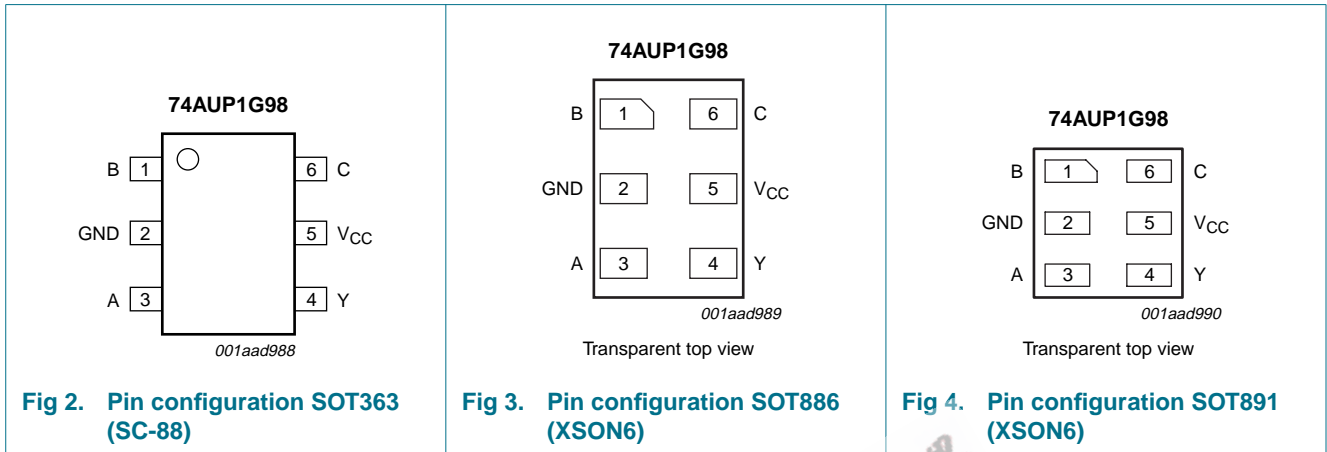 74AUP1G98
B 1 6 C
GND 2 5 VCC
A 3 4 Y
001aad988
Fig 2. Pin configuration SOT363
(SC-88)
74AUP1G98
B 1 6 C
GND 2 5 VCC
A 3 4 Y
001aad989
Transparent top view
Fig 3. Pin configuration SOT886
(XSON6)
74AUP1G98
B 1 6 C
GND 2 5 VCC
A 3 4 Y
001aad990
Transparent top view
Fig 4. Pin configuration SOT891
(XSON6)